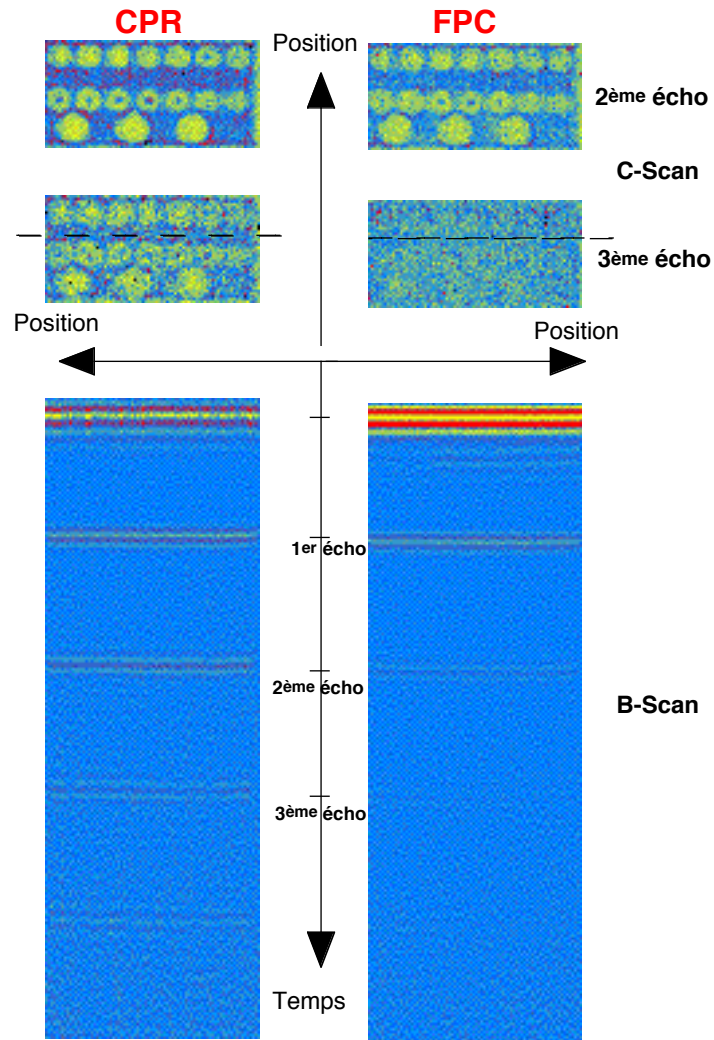 CPR
Position
FPC
2ème écho
C-Scan
3ème écho
Position
Position
1er écho
2ème écho
B-Scan
3ème écho
Temps